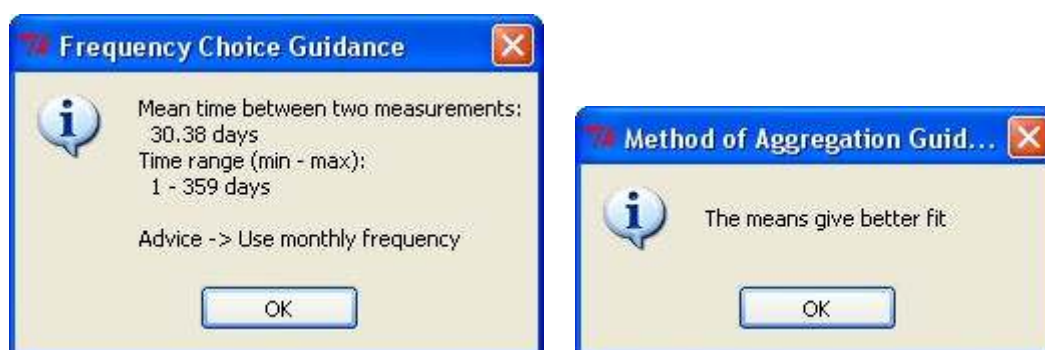 Frequency Choice Guidance
Mean time between two measurements:
30.38 days
Time range (min - max):
1 - 359 days
Advice -> Use monthly frequency
OK
Method of Aggregation Guid...
The means give better fit
OK